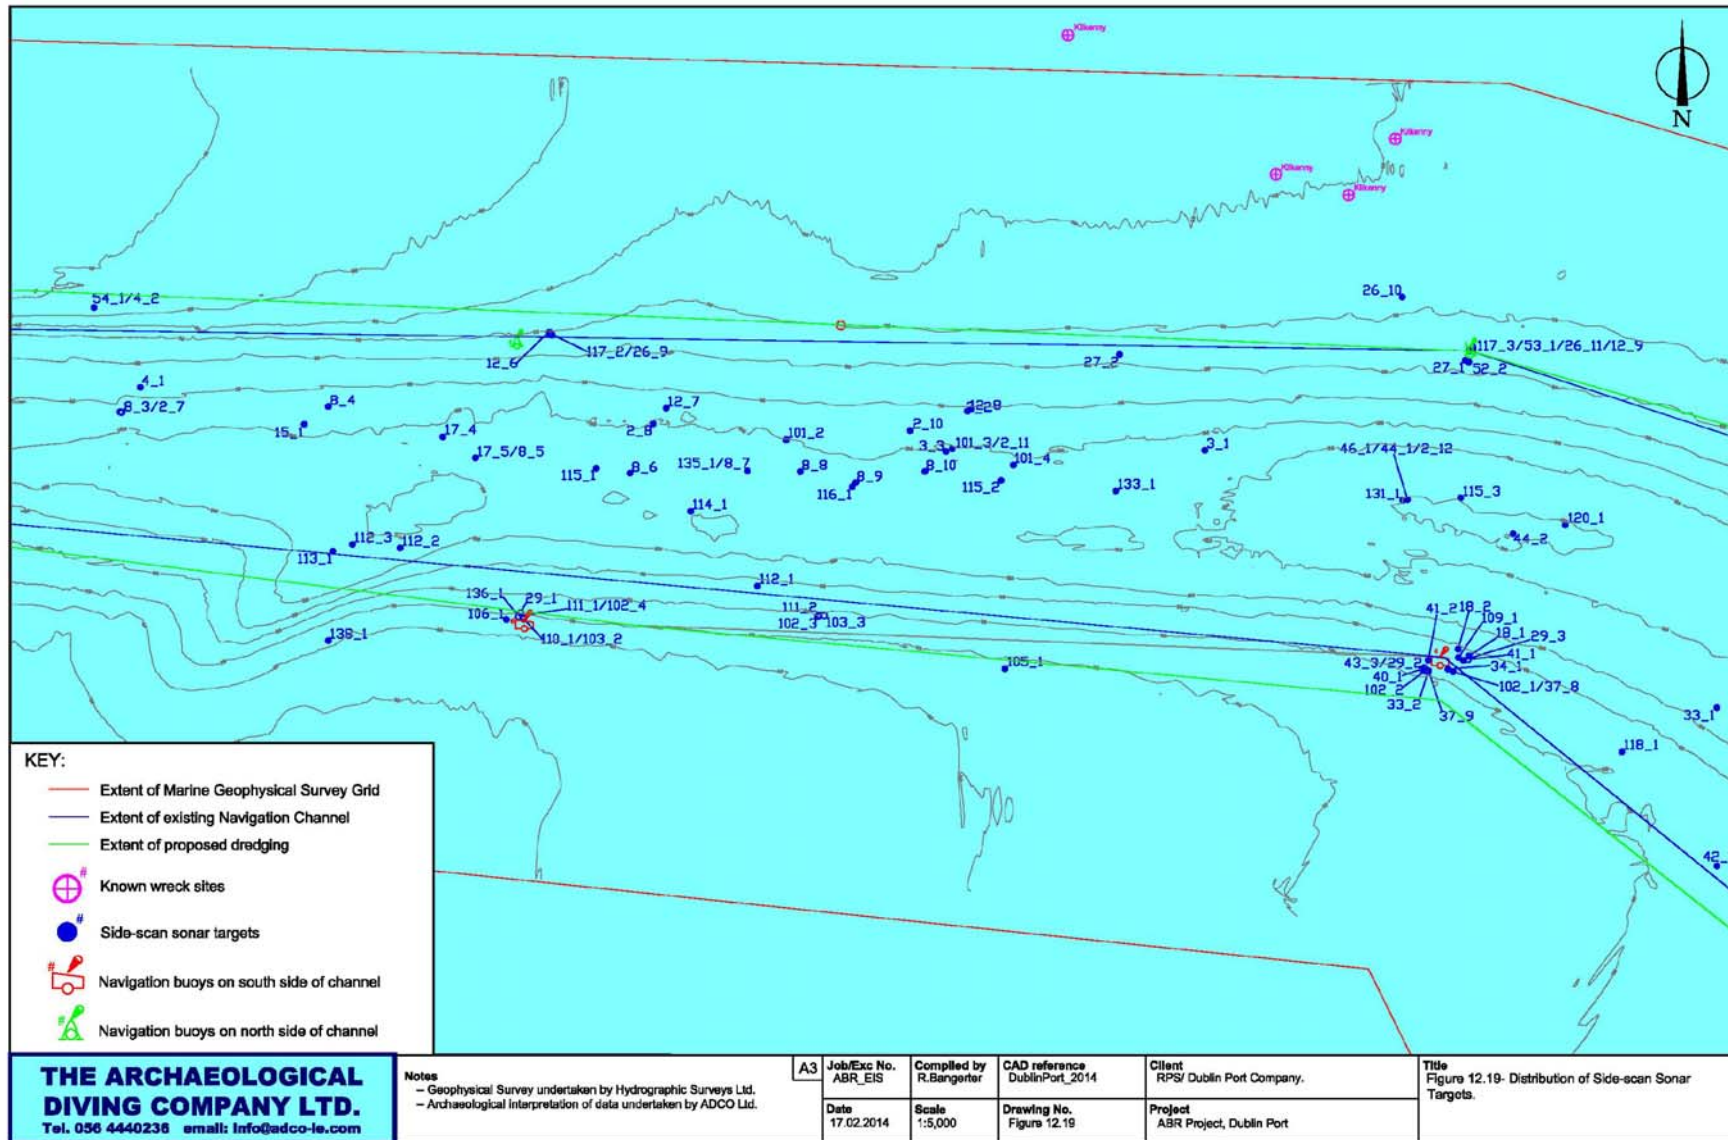 Kilkenny
Kilkenny
Kilkenny
Kilkenny
N
54_1/4_2
26_10
12_6
117_2/26_9
27_2
117_3/53_1/26_11/12_9
27_1 52_2
4_1
8_3/2_7
8_4
15_1
12_7
2_8
2_10
17_4
101_2
3_3
101_3/2_11
3_1
46_1/44_1/2_12
17_5/8_5
115_1
8_6
135_1/8_7
8_8
8_9
8_10
101_4
116_1
115_2
133_1
131_1
115_3
114_1
120_1
44_2
112_3
112_2
113_1
112_1
136_1
29_1
111_1/102_4
106_1
110_1/103_2
111_2
102_3
103_3
138_1
105_1
41_2
18_2
109_1
18_1
29_3
41_1
43_3/29_2
34_1
40_1
102_2
102_1/37_8
33_2
37_9
33_1
118_1
42_
KEY:
Extent of Marine Geophysical Survey Grid
Extent of existing Navigation Channel
Extent of proposed dredging
# Known wreck sites
# Side-scan sonar targets
# Navigation buoys on south side of channel
# Navigation buoys on north side of channel
THE ARCHAEOLOGICAL
DIVING COMPANY LTD.
Tel. 056 4440236 email: info@adco-ie.com
Notes
– Geophysical Survey undertaken by Hydrographic Surveys Ltd.
– Archaeological Interpretation of data undertaken by ADCO Ltd.
A3
Job/Exc No.
ABR_EIS
Compiled by
R.Bangerter
CAD reference
DublinPort_2014
Client
RPS/ Dublin Port Company.
Date
17.02.2014
Scale
1:5,000
Drawing No.
Figure 12.19
Project
ABR Project, Dublin Port
Title
Figure 12.19- Distribution of Side-scan Sonar
Targets.